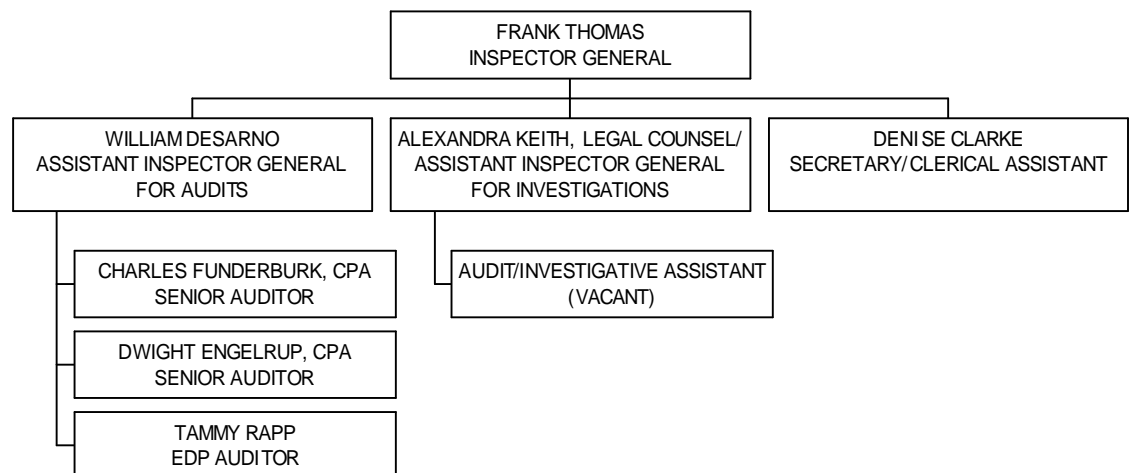 FRANK THOMAS
INSPECTOR GENERAL
WILLIAM DESARNO
ASSISTANT INSPECTOR GENERAL
FOR AUDITS
ALEXANDRA KEITH, LEGAL COUNSEL/
ASSISTANT INSPECTOR GENERAL
FOR INVESTIGATIONS
DENISE CLARKE
SECRETARY/CLERICAL ASSISTANT
CHARLES FUNDERBURK, CPA
SENIOR AUDITOR
AUDIT/INVESTIGATIVE ASSISTANT
(VACANT)
DWIGHT ENGELRUP, CPA
SENIOR AUDITOR
TAMMY RAPP
EDP AUDITOR